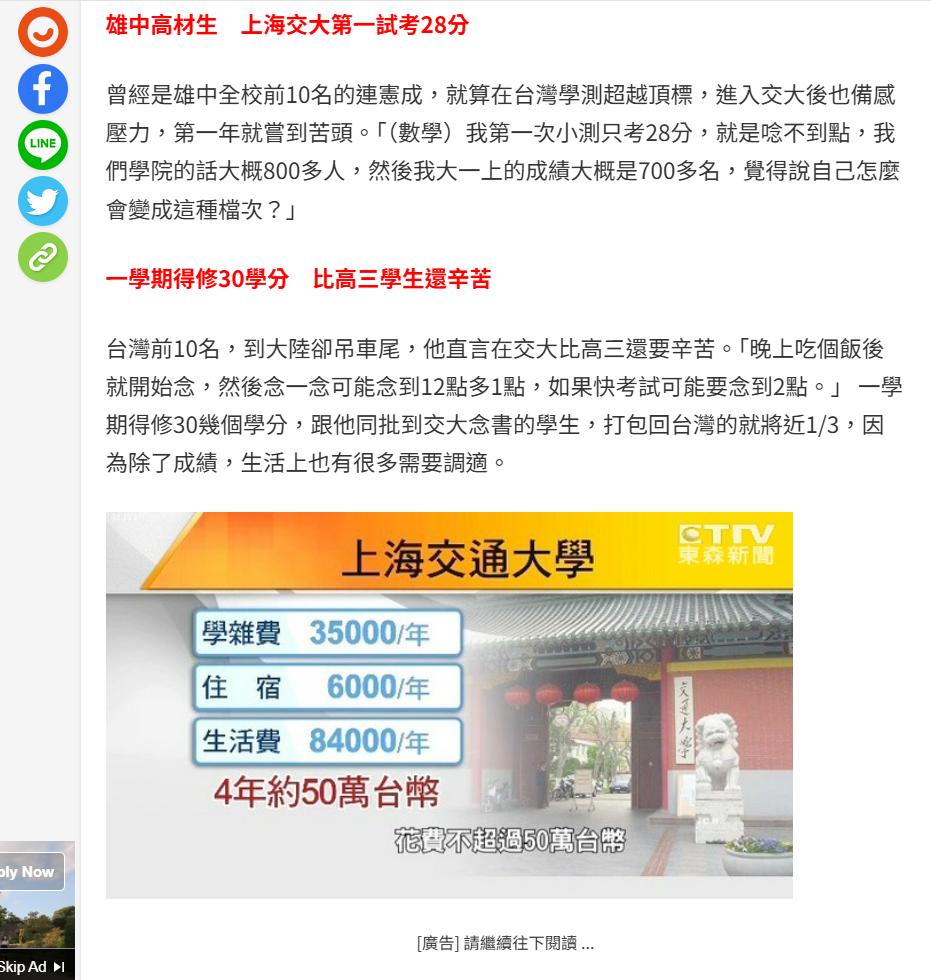 雄中高材生　上海交大第一試考28分
曾經是雄中全校前10名的連憲成，就算在台灣學測超越頂標，進入交大後也備感
壓力，第一年就嘗到苦頭。「（數學）我第一次小測只考28分，就是唸不到點，我
們學院的話大概800多人，然後我大一上的成績大概是700多名，覺得說自己怎麼
會變成這種檔次？」
LINE
一學期得修30學分　比高三學生還辛苦
台灣前10名，到大陸卻吊車尾，他直言在交大比高三還要辛苦。「晚上吃個飯後
就開始念，然後念一念可能念到12點多1點，如果快考試可能要念到2點。」 一學
期得修30幾個學分，跟他同批到交大念書的學生，打包回台灣的就將近1/3，因
為除了成績，生活上也有很多需要調適。
上海交通大學
ETTV
東森新聞
學雜費 35000/年
住 宿 6000/年
生活費 84000/年
4年約50萬台幣
交通大學
花費不超過50萬台幣
ply Now
Skip Ad
[廣告] 請繼續往下閱讀 ...